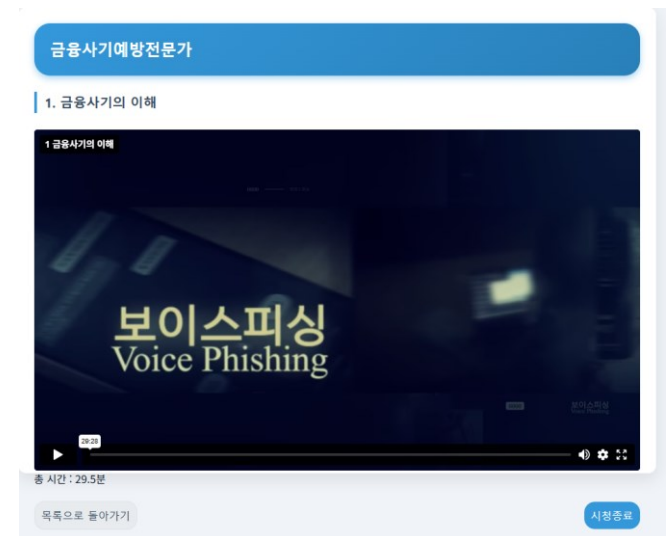 금융사기예방전문가
1. 금융사기의 이해
1 금융사기의 이해
보이스피싱
Voice Phishing
보이스피싱
Voice Phishing
29:28
총 시간 : 29.5분
목록으로 돌아가기
시청종료